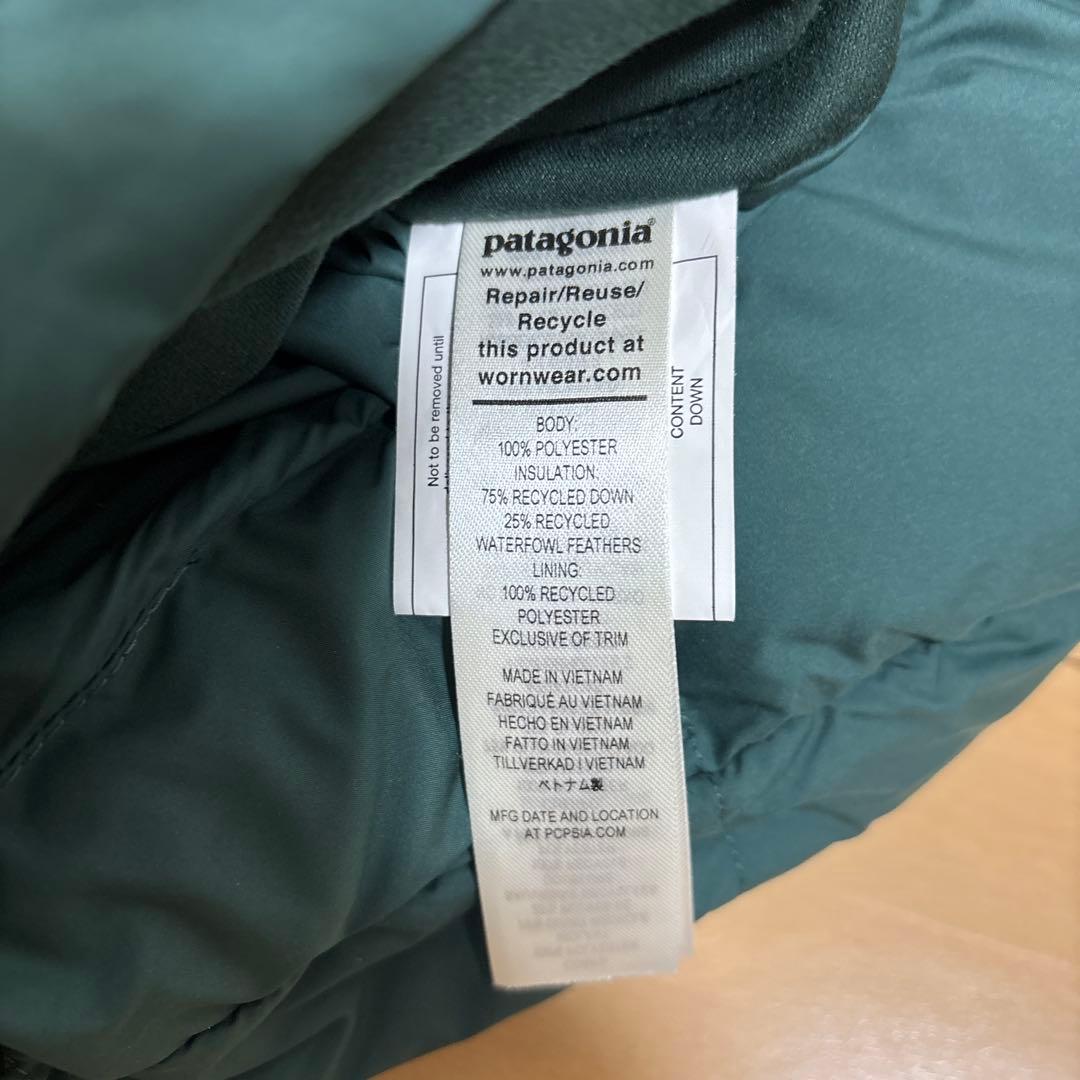 patagonia®
www.patagonia.com
Repair/Reuse/
Recycle
this product at
wornwear.com
BODY:
100% POLYESTER
INSULATION:
75% RECYCLED DOWN
25% RECYCLED
WATERFOWL FEATHERS
LINING:
100% RECYCLED
POLYESTER
EXCLUSIVE OF TRIM
MADE IN VIETNAM
FABRIQUÉ AU VIETNAM
HECHO EN VIETNAM
FATTO IN VIETNAM
TILLVERKAD I VIETNAM
ベトナム製
MFG DATE AND LOCATION
AT PCPSIA.COM
Not to be removed until
CONTENT
DOWN